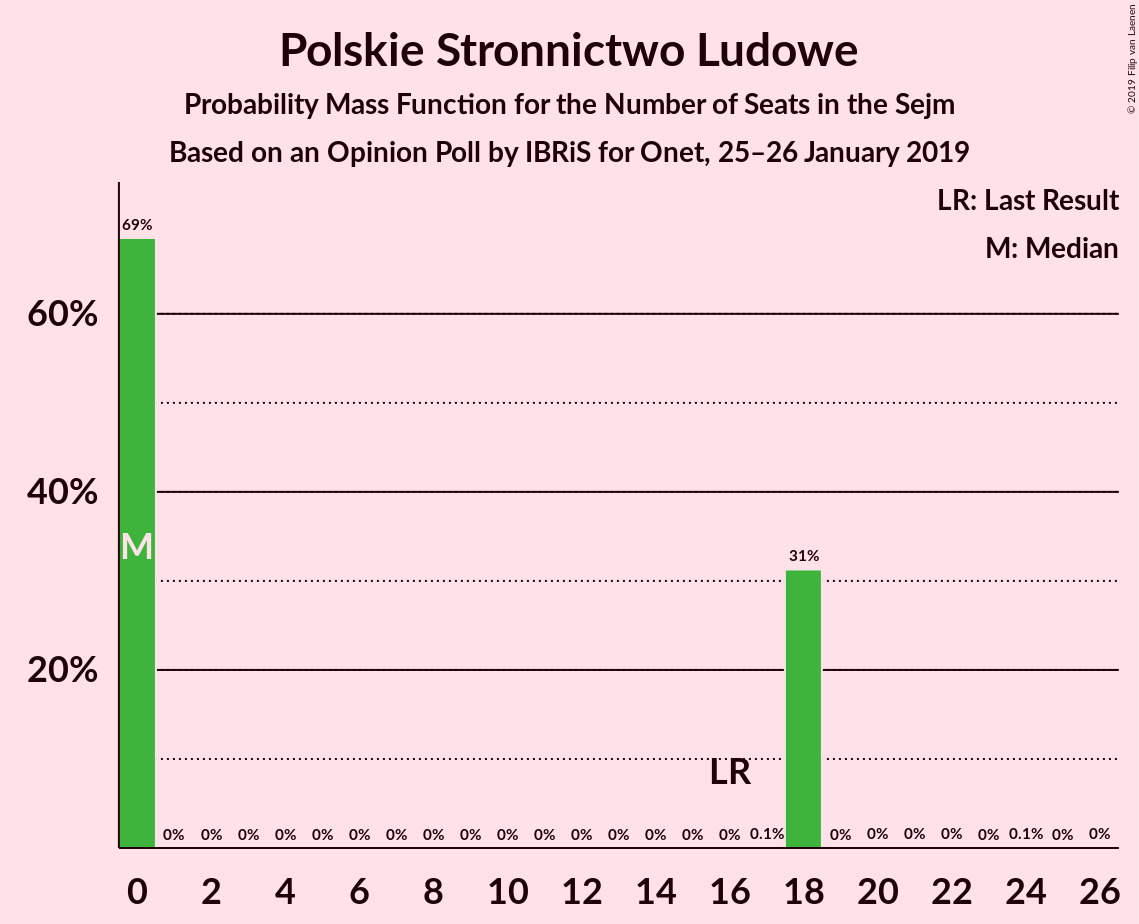 Polskie Stronnictwo Ludowe
Probability Mass Function for the Number of Seats in the Sejm
Based on an Opinion Poll by IBRiS for Onet, 25–26 January 2019
© 2019 Filip van Laenen
LR: Last Result
M: Median
69%
60%
40%
M
31%
20%
LR
0% 0% 0% 0% 0% 0% 0% 0% 0% 0% 0% 0% 0% 0% 0% 0% 0.1% 0% 0% 0% 0% 0% 0.1% 0% 0%
0 2 4 6 8 10 12 14 16 18 20 22 24 26